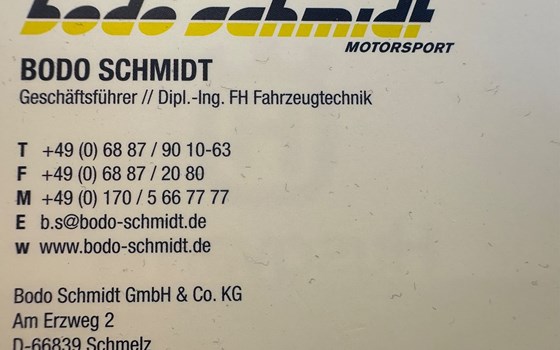 bodo schmidt
MOTORSPORT
BODO SCHMIDT
Geschäftsführer // Dipl.-Ing. FH Fahrzeugtechnik
T +49 (0) 68 87 / 90 10-63
F +49 (0) 68 87 / 20 80
M +49 (0) 170 / 5 66 77 77
E b.s@bodo-schmidt.de
w www.bodo-schmidt.de
Bodo Schmidt GmbH & Co. KG
Am Erzweg 2
D-66839 Schmelz